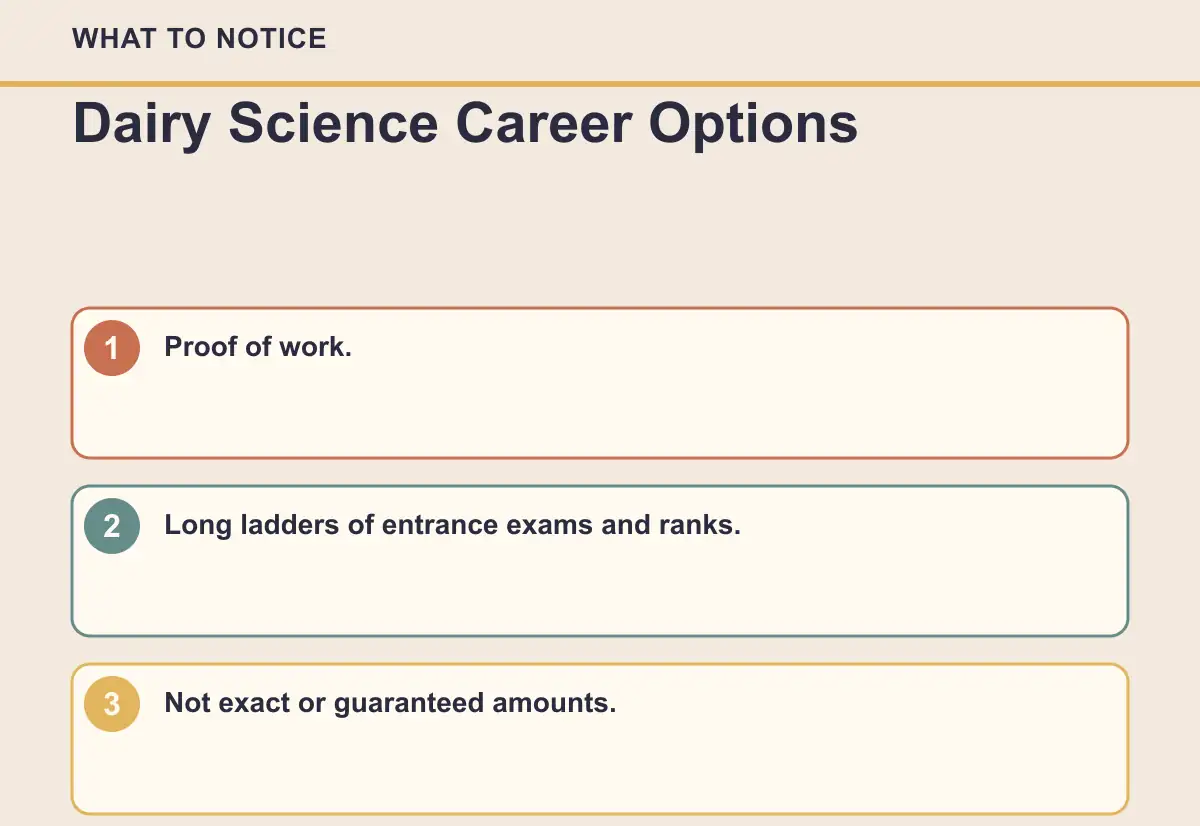 WHAT TO NOTICE
Dairy Science Career Options
1 Proof of work.
2 Long ladders of entrance exams and ranks.
3 Not exact or guaranteed amounts.